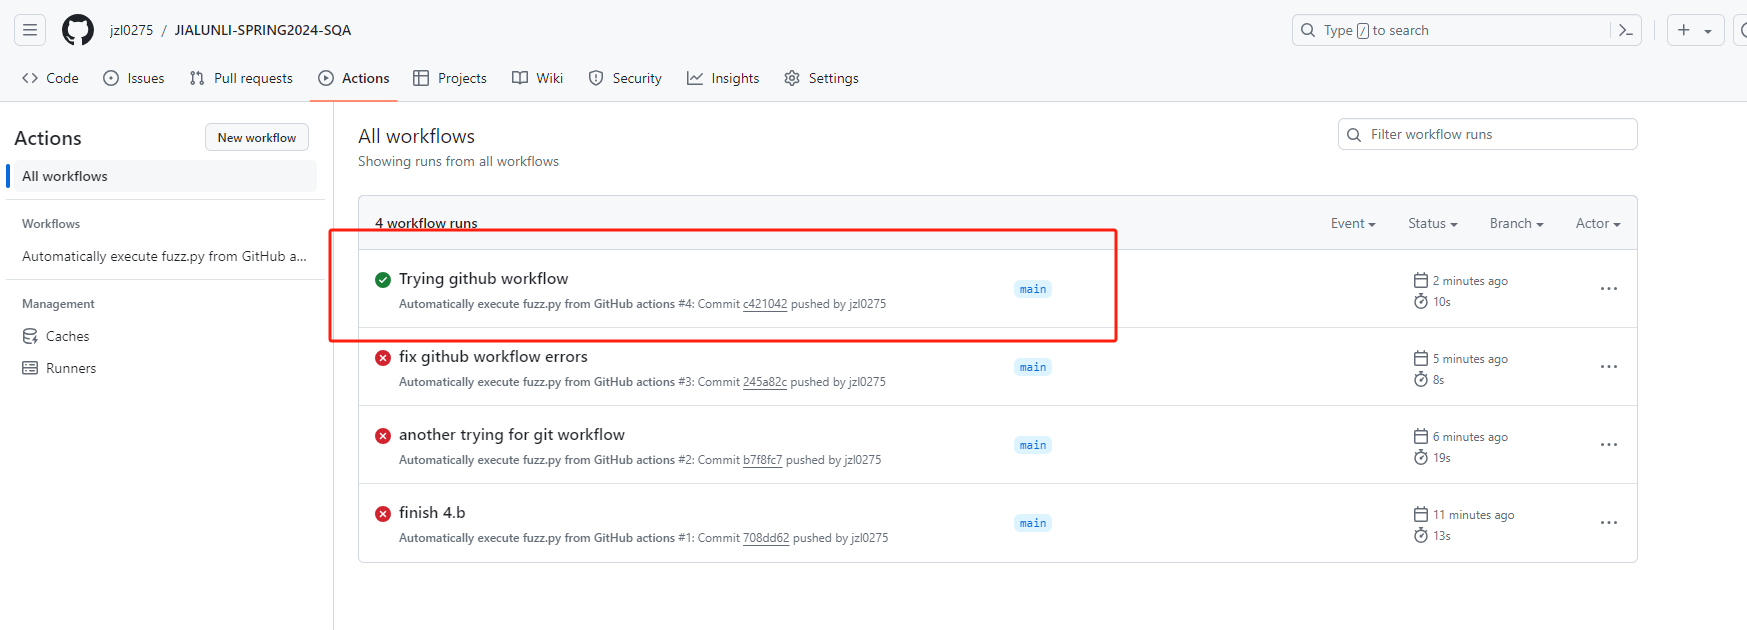 jzl0275 / JIALUNLI-SPRING2024-SQA
Type / to search
Code Issues Pull requests Actions Projects Wiki Security Insights Settings
Actions
New workflow
All workflows
Workflows
Automatically execute fuzz.py from GitHub a...
Management
Caches
Runners
All workflows
Showing runs from all workflows
Filter workflow runs
4 workflow runs
Event Status Branch Actor
Trying github workflow
Automatically execute fuzz.py from GitHub actions #4: Commit c421042 pushed by jzl0275
main
2 minutes ago
10s
fix github workflow errors
Automatically execute fuzz.py from GitHub actions #3: Commit 245a82c pushed by jzl0275
main
5 minutes ago
8s
another trying for git workflow
Automatically execute fuzz.py from GitHub actions #2: Commit b7f8fc7 pushed by jzl0275
main
6 minutes ago
19s
finish 4.b
Automatically execute fuzz.py from GitHub actions #1: Commit 708dd62 pushed by jzl0275
main
11 minutes ago
13s